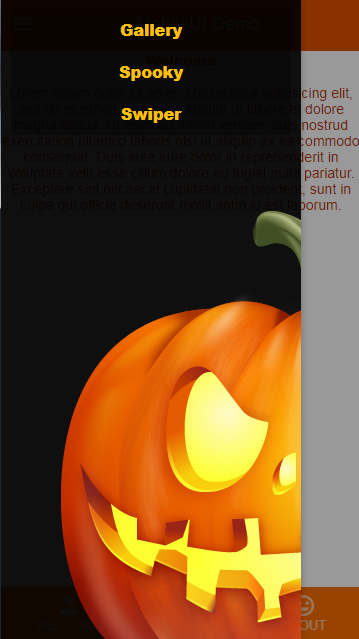 UI Demo
Gallery
Welcome
Spooky
Lorem ipsum dolor sit amet, consectetur adipiscing elit,
sed do eiusmod tempor incididunt ut labore et dolore
magna aliqua. Ut enim ad minim veniam, quis nostrud
exercitation ullamco laboris nisi ut aliquip ex ea commodo
consequat. Duis aute irure dolor in reprehenderit in
voluptate velit esse cillum dolore eu fugiat nulla pariatur.
Excepteur sint occaecat cupidatat non proident, sunt in
culpa qui officia deserunt mollit anim id est laborum.
Swiper
OUT